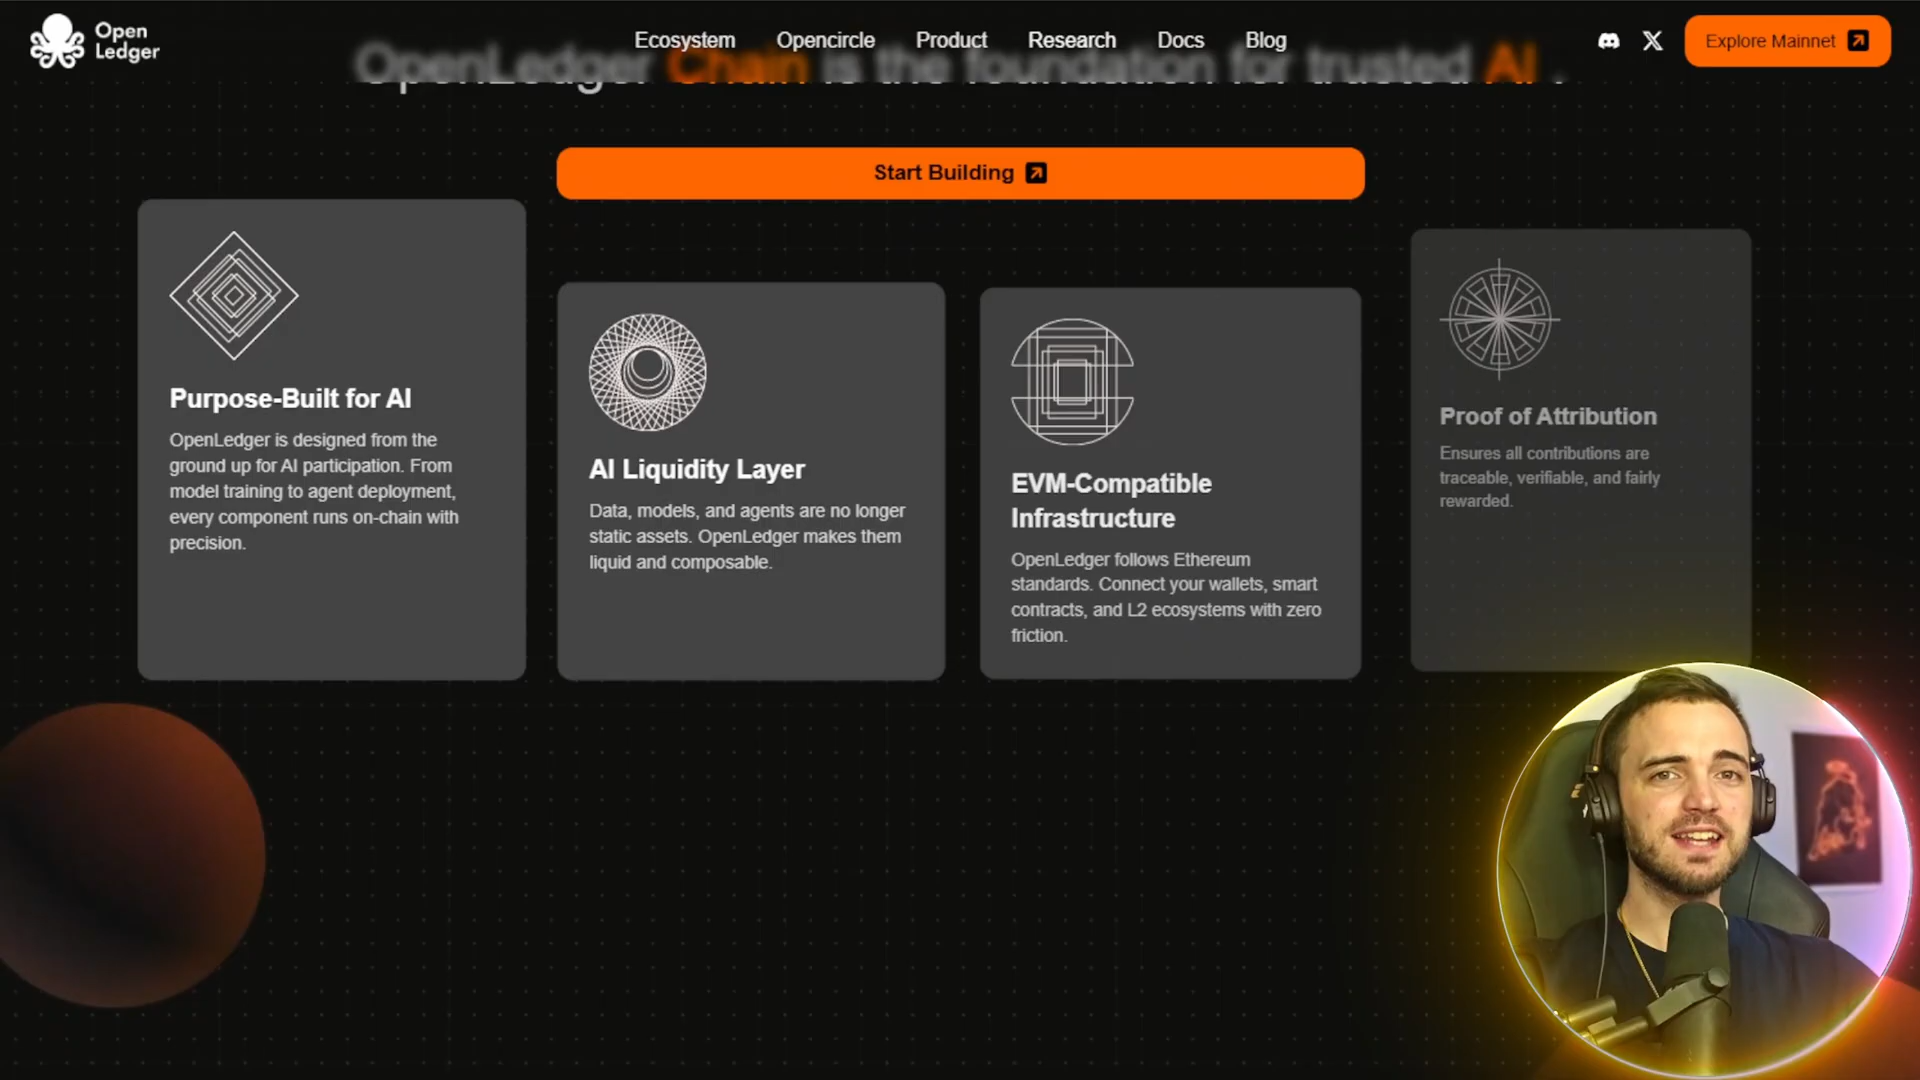 Open
Ledger
Ecosystem
Opencircle
Product
Research
Docs
Blog
Explore Mainnet
OpenLedger Chain is the foundation for trusted AI .
Start Building
Purpose-Built for AI
OpenLedger is designed from the
ground up for AI participation. From
model training to agent deployment,
every component runs on-chain with
precision.
AI Liquidity Layer
Data, models, and agents are no longer
static assets. OpenLedger makes them
liquid and composable.
EVM-Compatible
Infrastructure
OpenLedger follows Ethereum
standards. Connect your wallets, smart
contracts, and L2 ecosystems with zero
friction.
Proof of Attribution
Ensures all contributions are
traceable, verifiable, and fairly
rewarded.